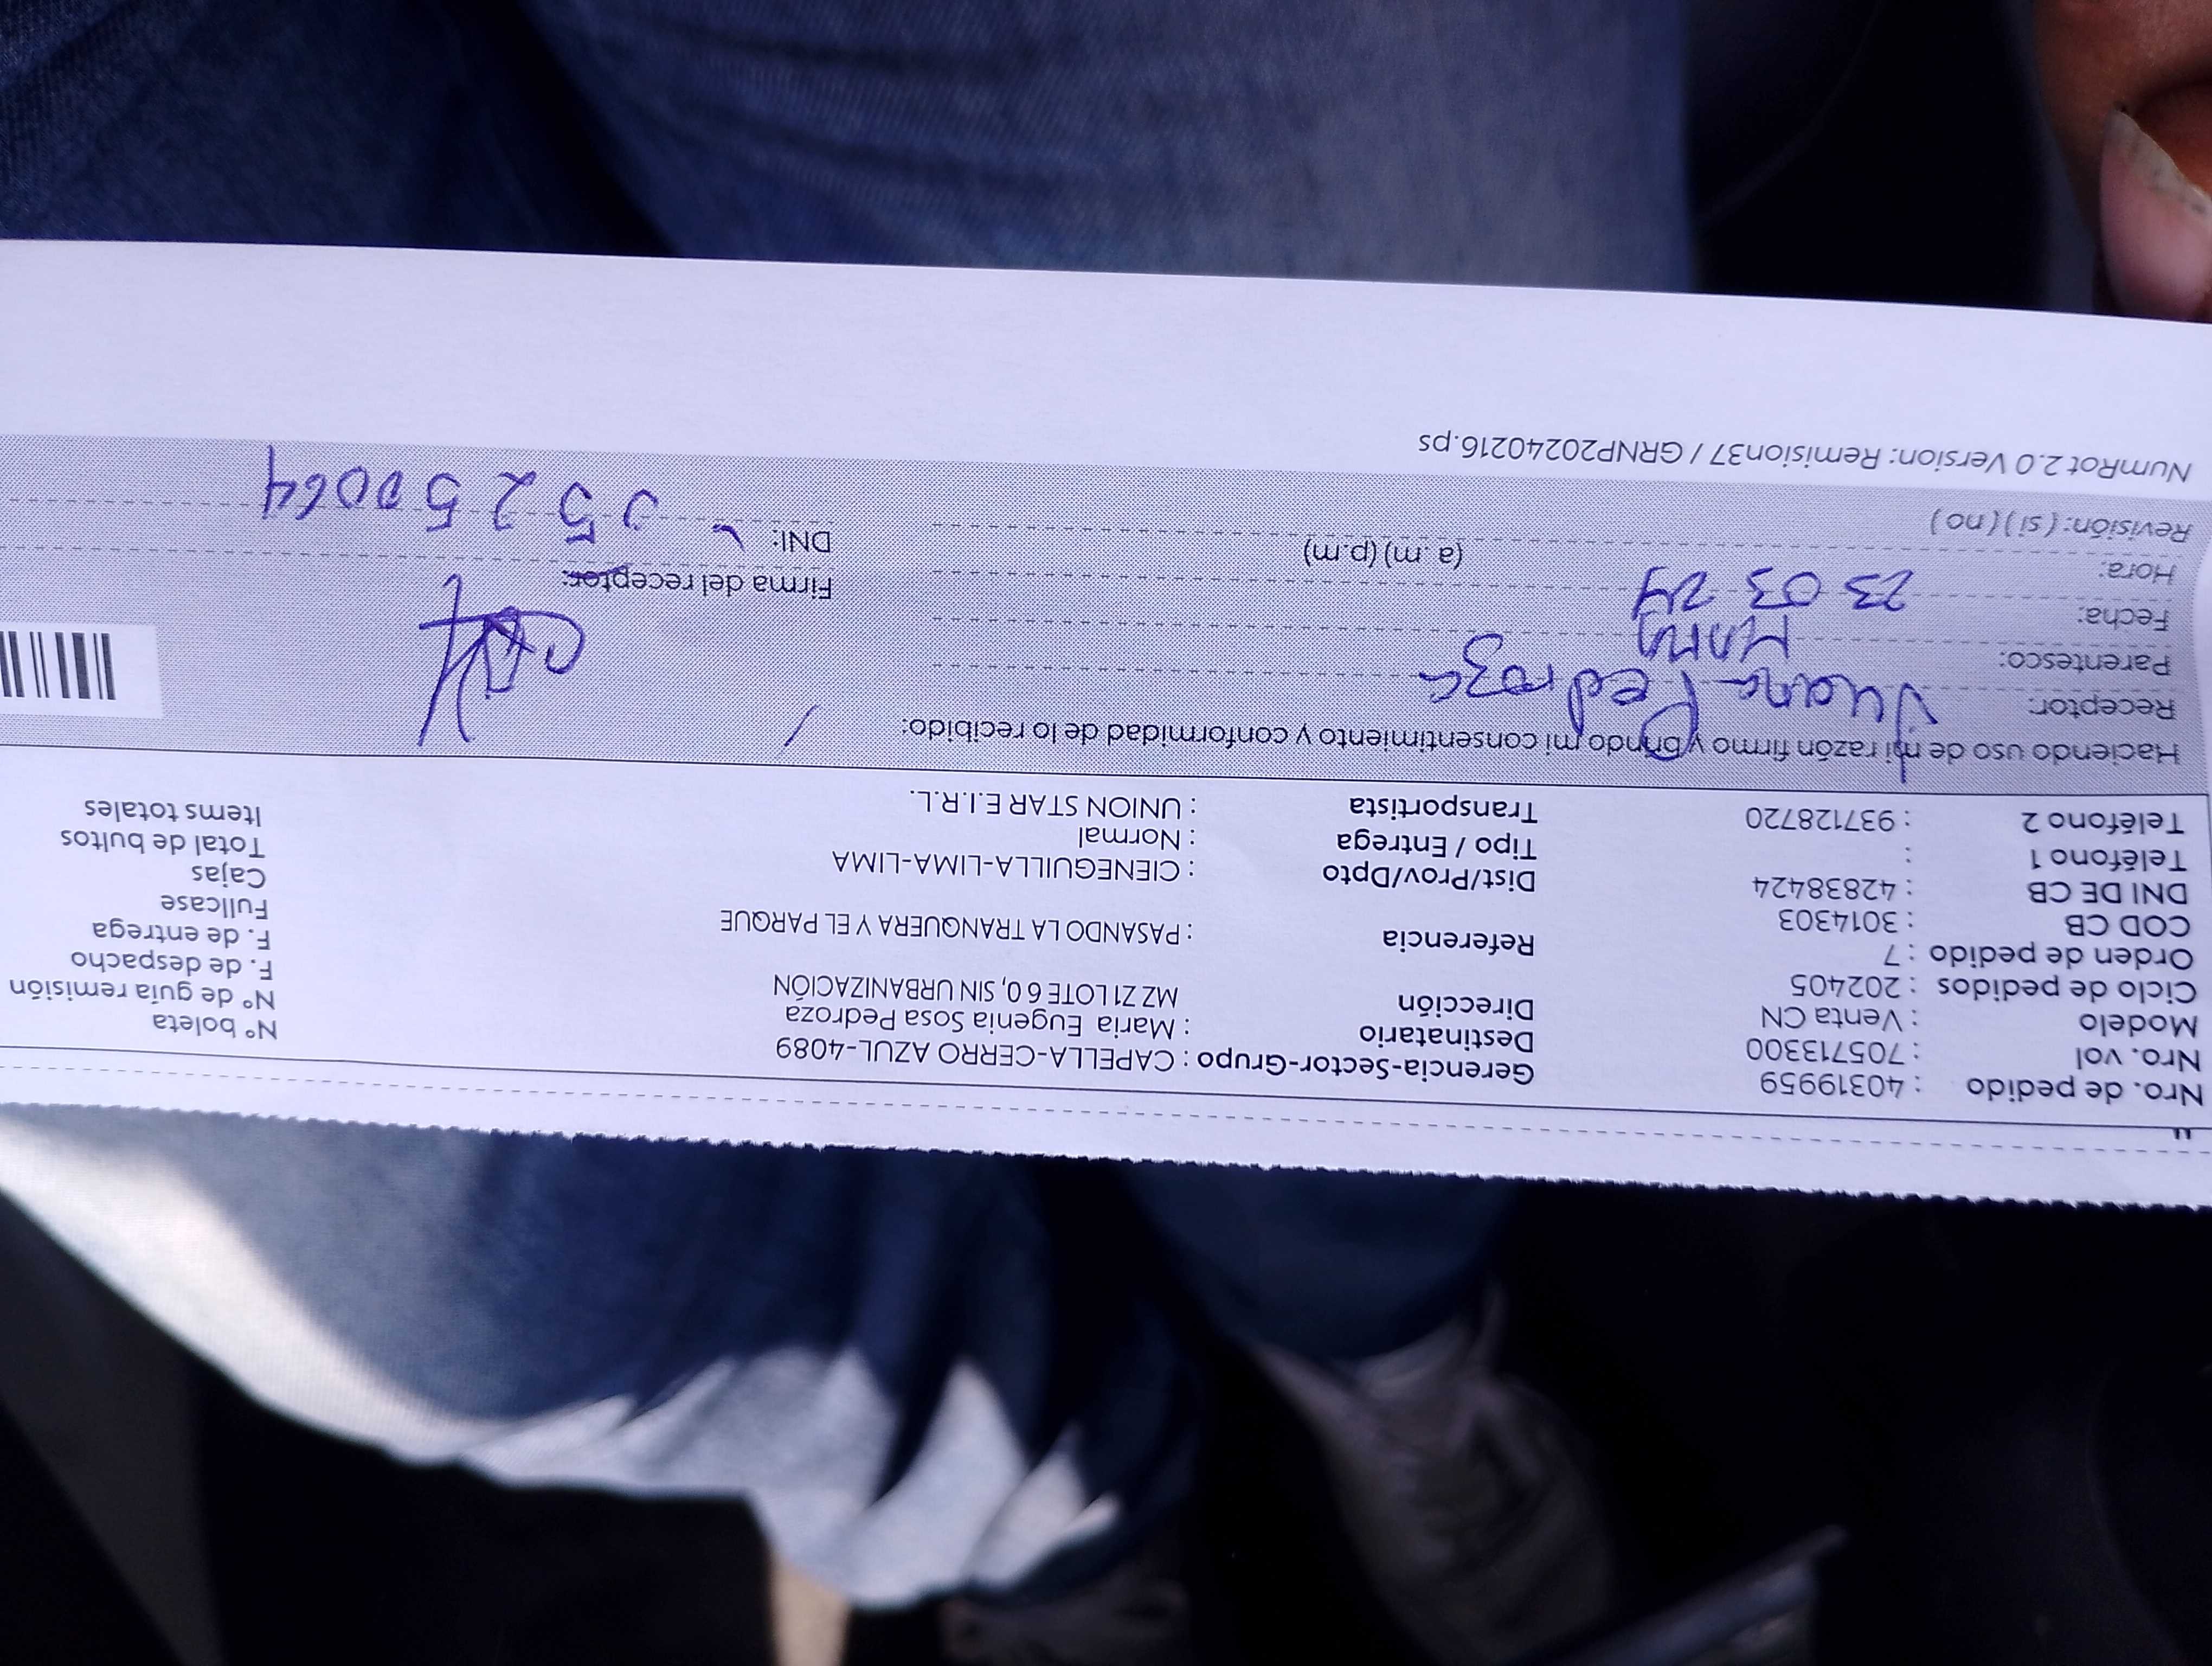 Nro. de pedido : 40319959 Gerencia-Sector-Grupo : CAPELLA-CERRO AZUL-4089 N° boleta
Nro. vol : 705713300 Destinatario : Maria Eugenia Sosa Pedroza N° de guía remisión
Modelo : Venta CN Dirección MZ Z1 LOTE 6 0, SIN URBANIZACIÓN F. de despacho
Ciclo de pedidos : 202405 F. de entrega
Orden de pedido : 7 Referencia : PASANDO LA TRANQUERA Y EL PARQUE Fullcase
COD CB : 3014303 Cajas
DNI DE CB : 42838424 Dist/Prov/Dpto : CIENEGUILLA-LIMA-LIMA Total de bultos
Teléfono 1 : Tipo / Entrega : Normal Items totales
Teléfono 2 : 937128720 Transportista : UNION STAR E.I.R.L.
Haciendo uso de mi razón firmo y brindo mi consentimiento y conformidad de lo recibido:
Receptor: Juana Pedroza
Parentesco:
Fecha: 23 03 24 Firma del receptor:
Hora: (a .m) (p.m) DNI:
Revisión: ( si ) ( no )
NumRot 2.0 Version: Remision37 / GRNP20240216.ps